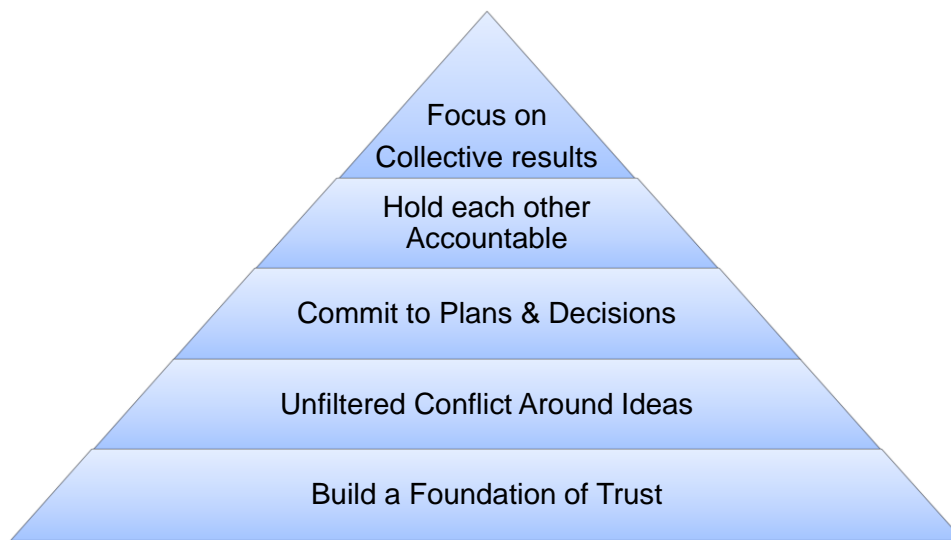 Focus on
Collective results
Hold each other
Accountable
Commit to Plans & Decisions
Unfiltered Conflict Around Ideas
Build a Foundation of Trust